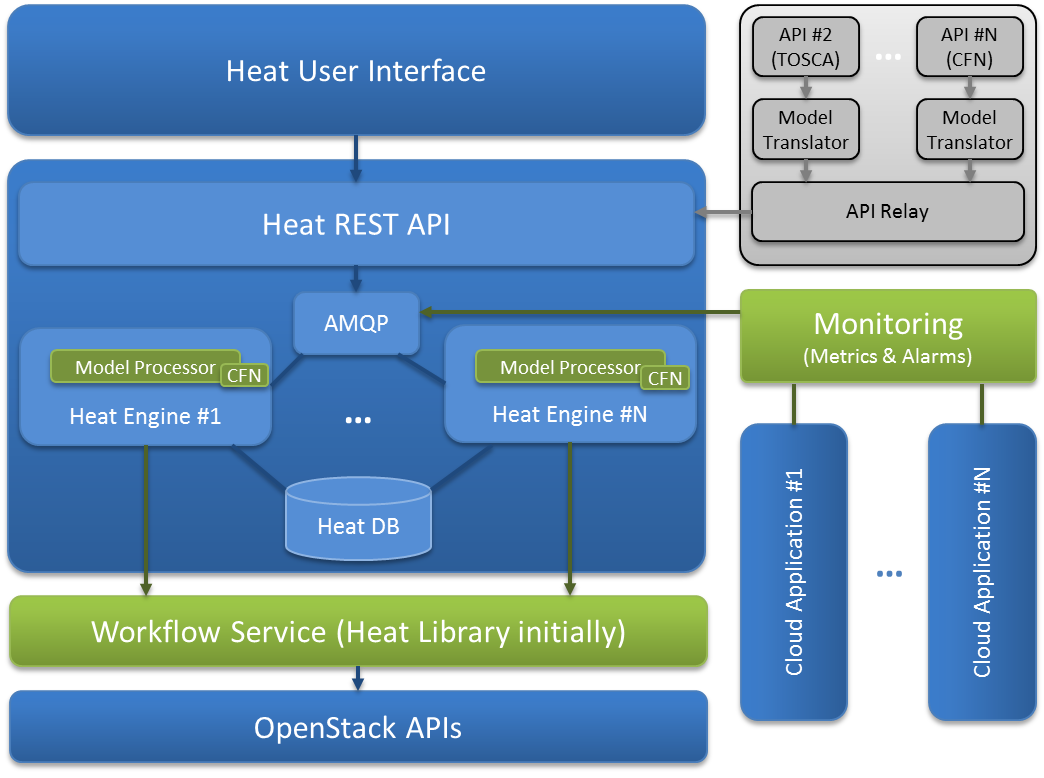 Heat User Interface
API #2
(TOSCA)
...
API #N
(CFN)
Model
Translator
Model
Translator
API Relay
Heat REST API
AMQP
Model Processor
CFN
Heat Engine #1
...
Model Processor
CFN
Heat Engine #N
Heat DB
Monitoring
(Metrics & Alarms)
Cloud Application #1
...
Cloud Application #N
Workflow Service (Heat Library initially)
OpenStack APIs